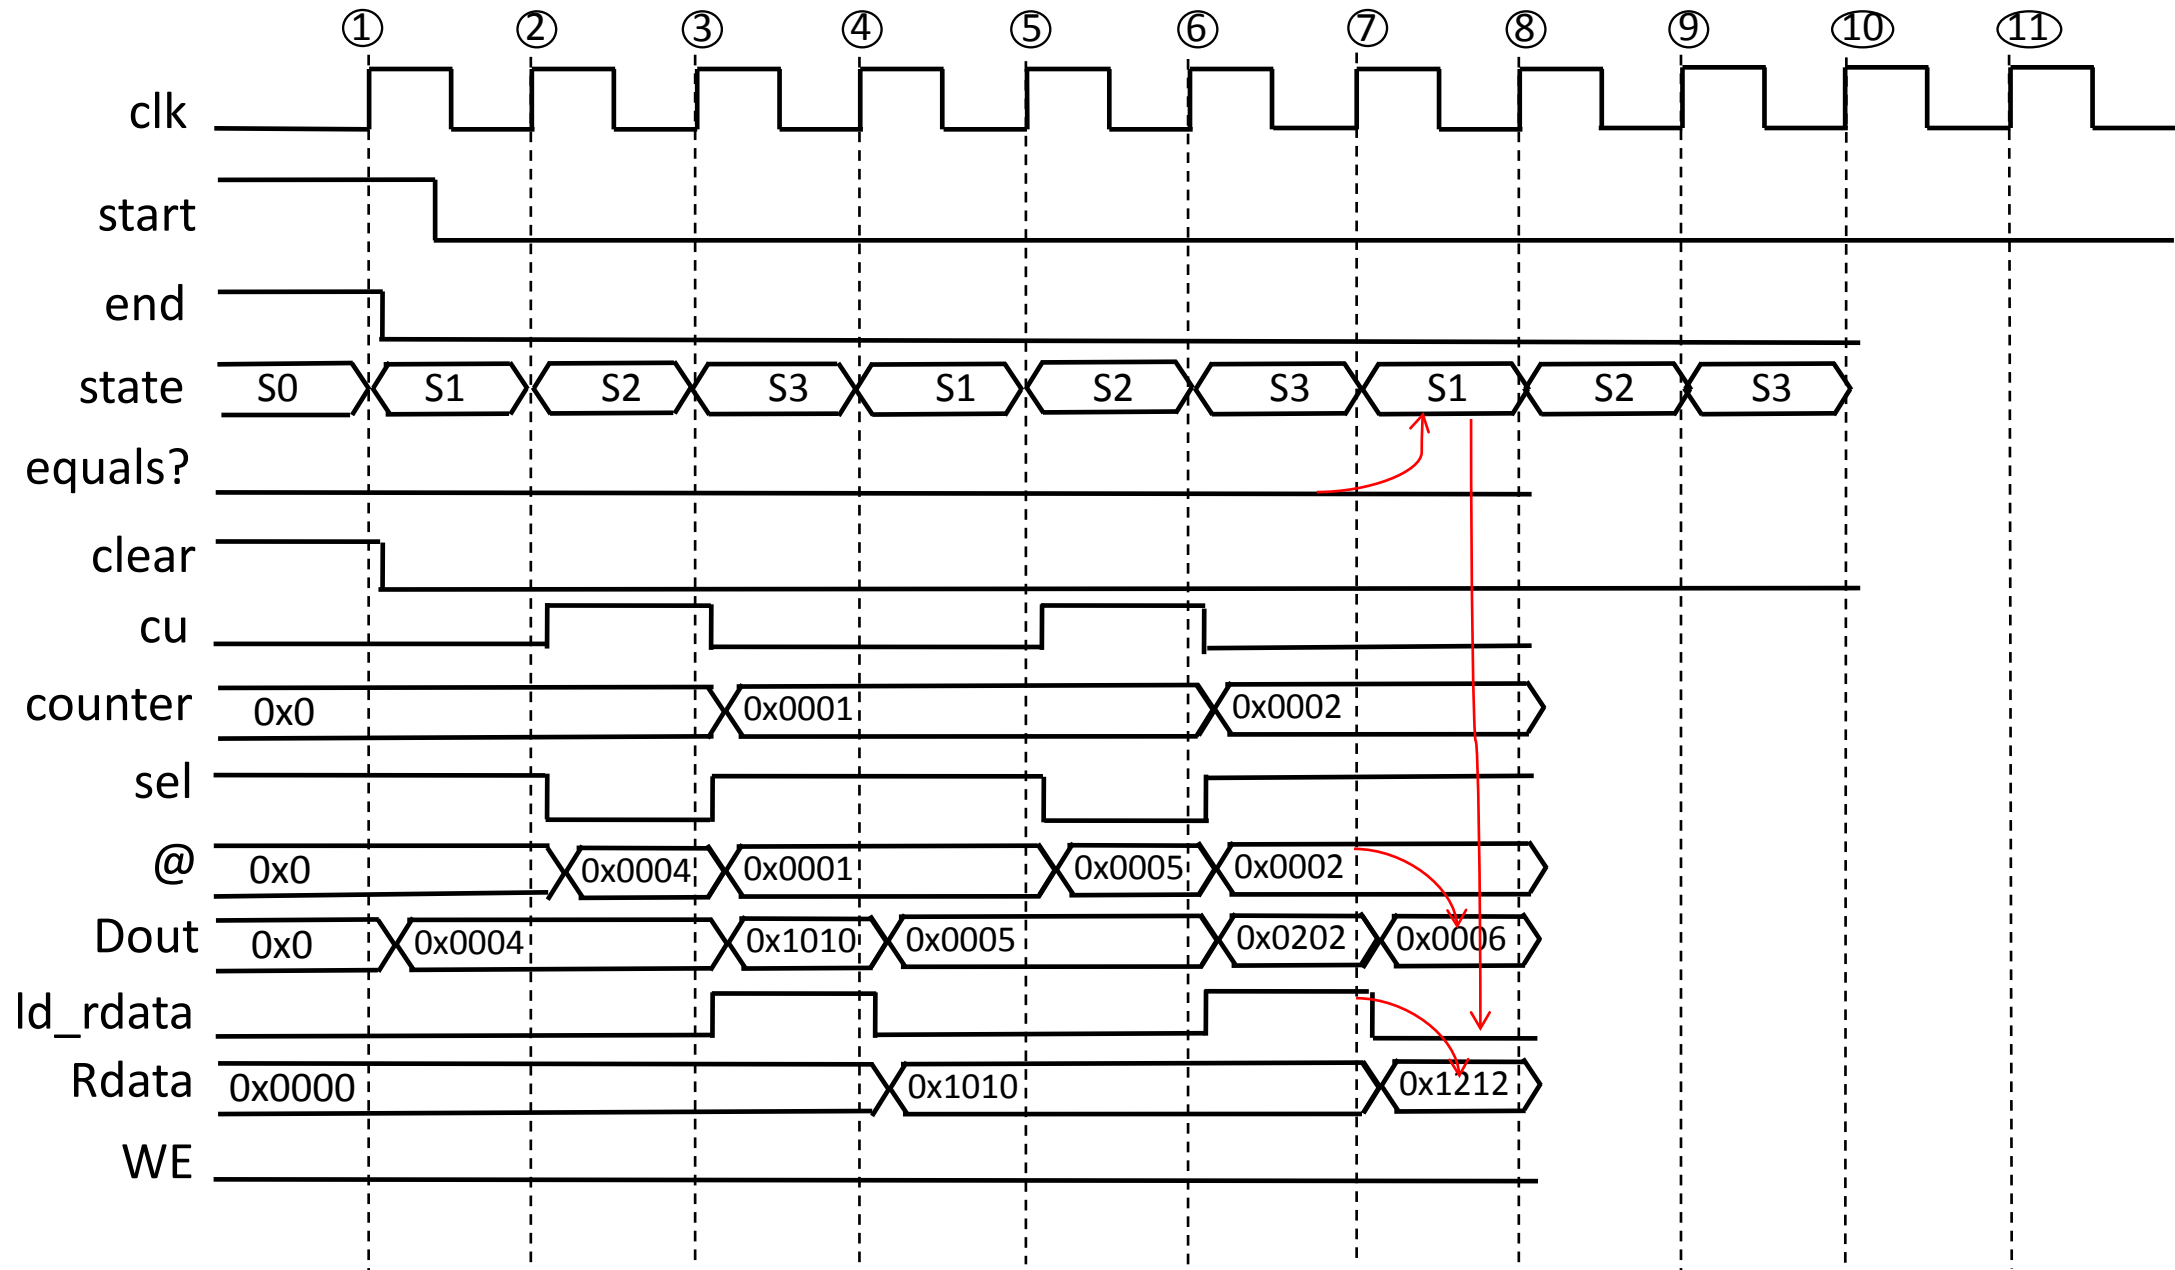 1 2 3 4 5 6 7 8 9 10 11
clk
start
end
state S0 S1 S2 S3 S1 S2 S3 S1 S2 S3
equals?
clear
cu
counter 0x0 0x0001 0x0002
sel
@ 0x0 0x0004 0x0001 0x0005 0x0002
Dout 0x0 0x0004 0x1010 0x0005 0x0202 0x0006
ld_rdata
Rdata 0x0000 0x1010 0x1212
WE